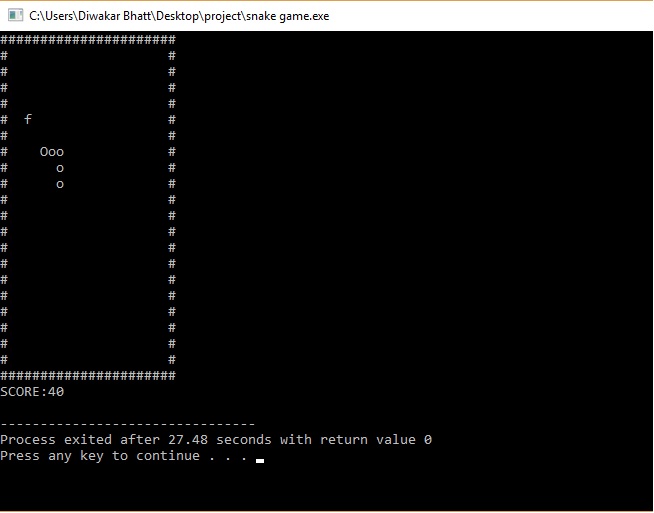 C:\Users\Diwakar Bhatt\Desktop\project\snake game.exe
######################
#                    #
#                    #
#                    #
#                    #
#  f                 #
#                    #
#    Ooo             #
#      o             #
#      o             #
#                    #
#                    #
#                    #
#                    #
#                    #
#                    #
#                    #
#                    #
#                    #
#                    #
#                    #
######################
SCORE:40
--------------------------------
Process exited after 27.48 seconds with return value 0
Press any key to continue . . .